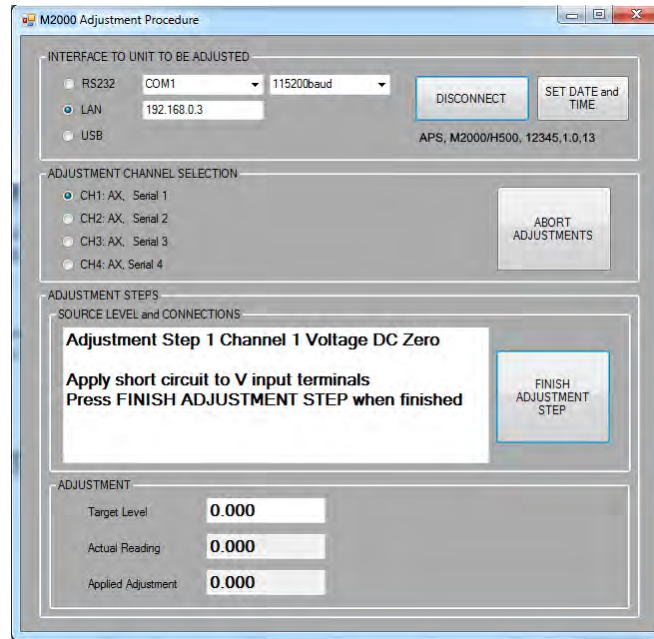 M2000 Adjustment Procedure
INTERFACE TO UNIT TO BE ADJUSTED
RS232 COM1 115200baud
LAN 192.168.0.3
USB
DISCONNECT
SET DATE and
TIME
APS, M2000/H500, 12345,1.0,13
ADJUSTMENT CHANNEL SELECTION
CH1: AX, Serial 1
CH2: AX, Serial 2
CH3: AX, Serial 3
CH4: AX, Serial 4
ABORT
ADJUSTMENTS
ADJUSTMENT STEPS
SOURCE LEVEL and CONNECTIONS
Adjustment Step 1 Channel 1 Voltage DC Zero
Apply short circuit to V input terminals
Press FINISH ADJUSTMENT STEP when finished
FINISH
ADJUSTMENT
STEP
ADJUSTMENT
Target Level 0.000
Actual Reading 0.000
Applied Adjustment 0.000